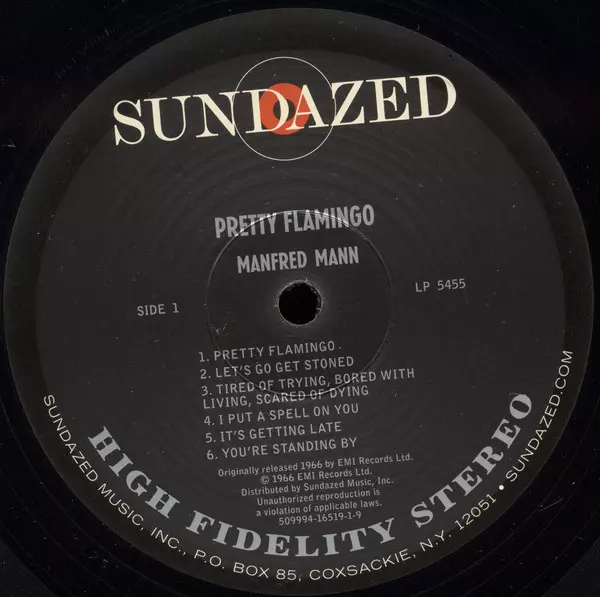 SUNDAZED
PRETTY FLAMINGO
MANFRED MANN
SIDE 1
LP 5455
1. PRETTY FLAMINGO
2. LET'S GO GET STONED
3. TIRED OF TRYING, BORED WITH
LIVING, SCARED OF DYING
4. I PUT A SPELL ON YOU
5. IT'S GETTING LATE
6. YOU'RE STANDING BY
Originally released 1966 by EMI Records Ltd.
© 1966 EMI Records Ltd.
Distributed by Sundazed Music, Inc.
Unauthorized reproduction is
a violation of applicable laws.
509994-16519-1-9
HIGH FIDELITY STEREO
SUNDAZED MUSIC, INC., P.O. BOX 85, COXSACKIE, N.Y. 12051 • SUNDAZED.COM